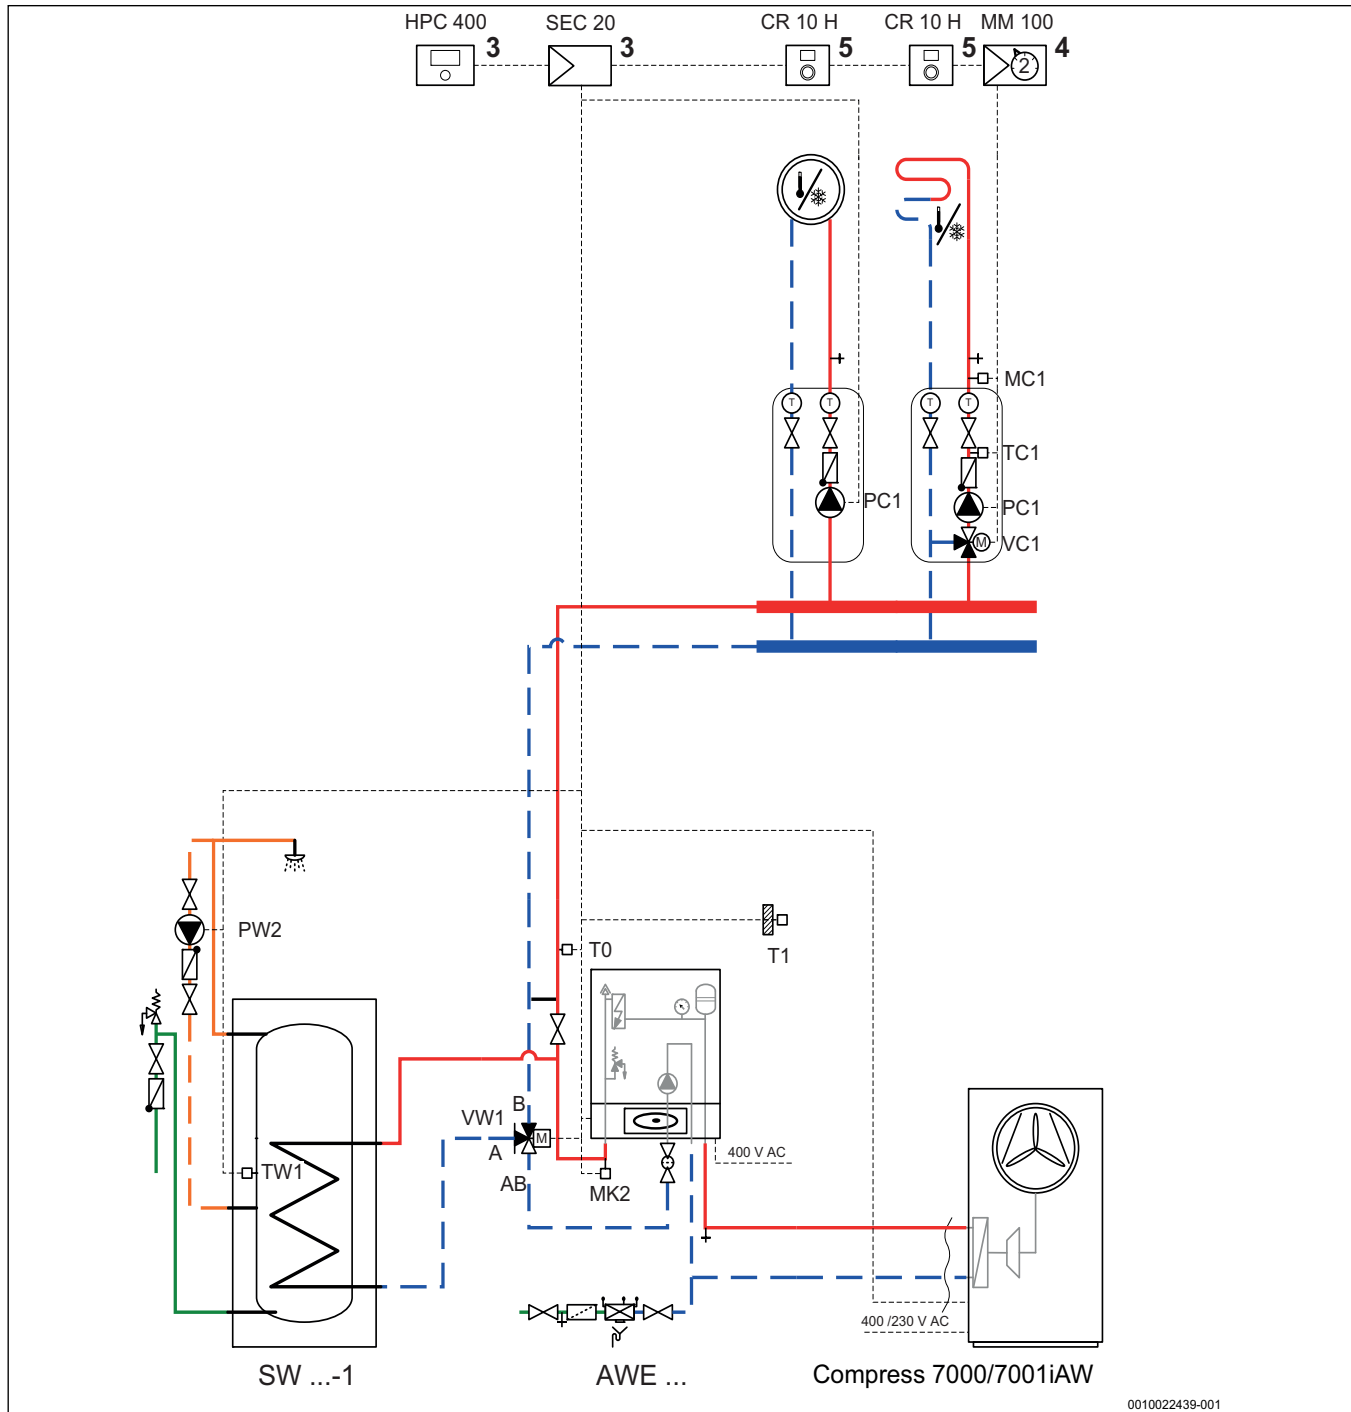 HPC 400
3
SEC 20
3
CR 10 H
5
CR 10 H
5
MM 100
4
2
MC1
T
T
T
T
TC1
PC1
PC1
M
VC1
PW2
T0
T1
B
VW1
M
A
AB
TW1
MK2
400 V AC
400 /230 V AC
SW ...-1
AWE ...
Compress 7000/7001iAW
0010022439-001